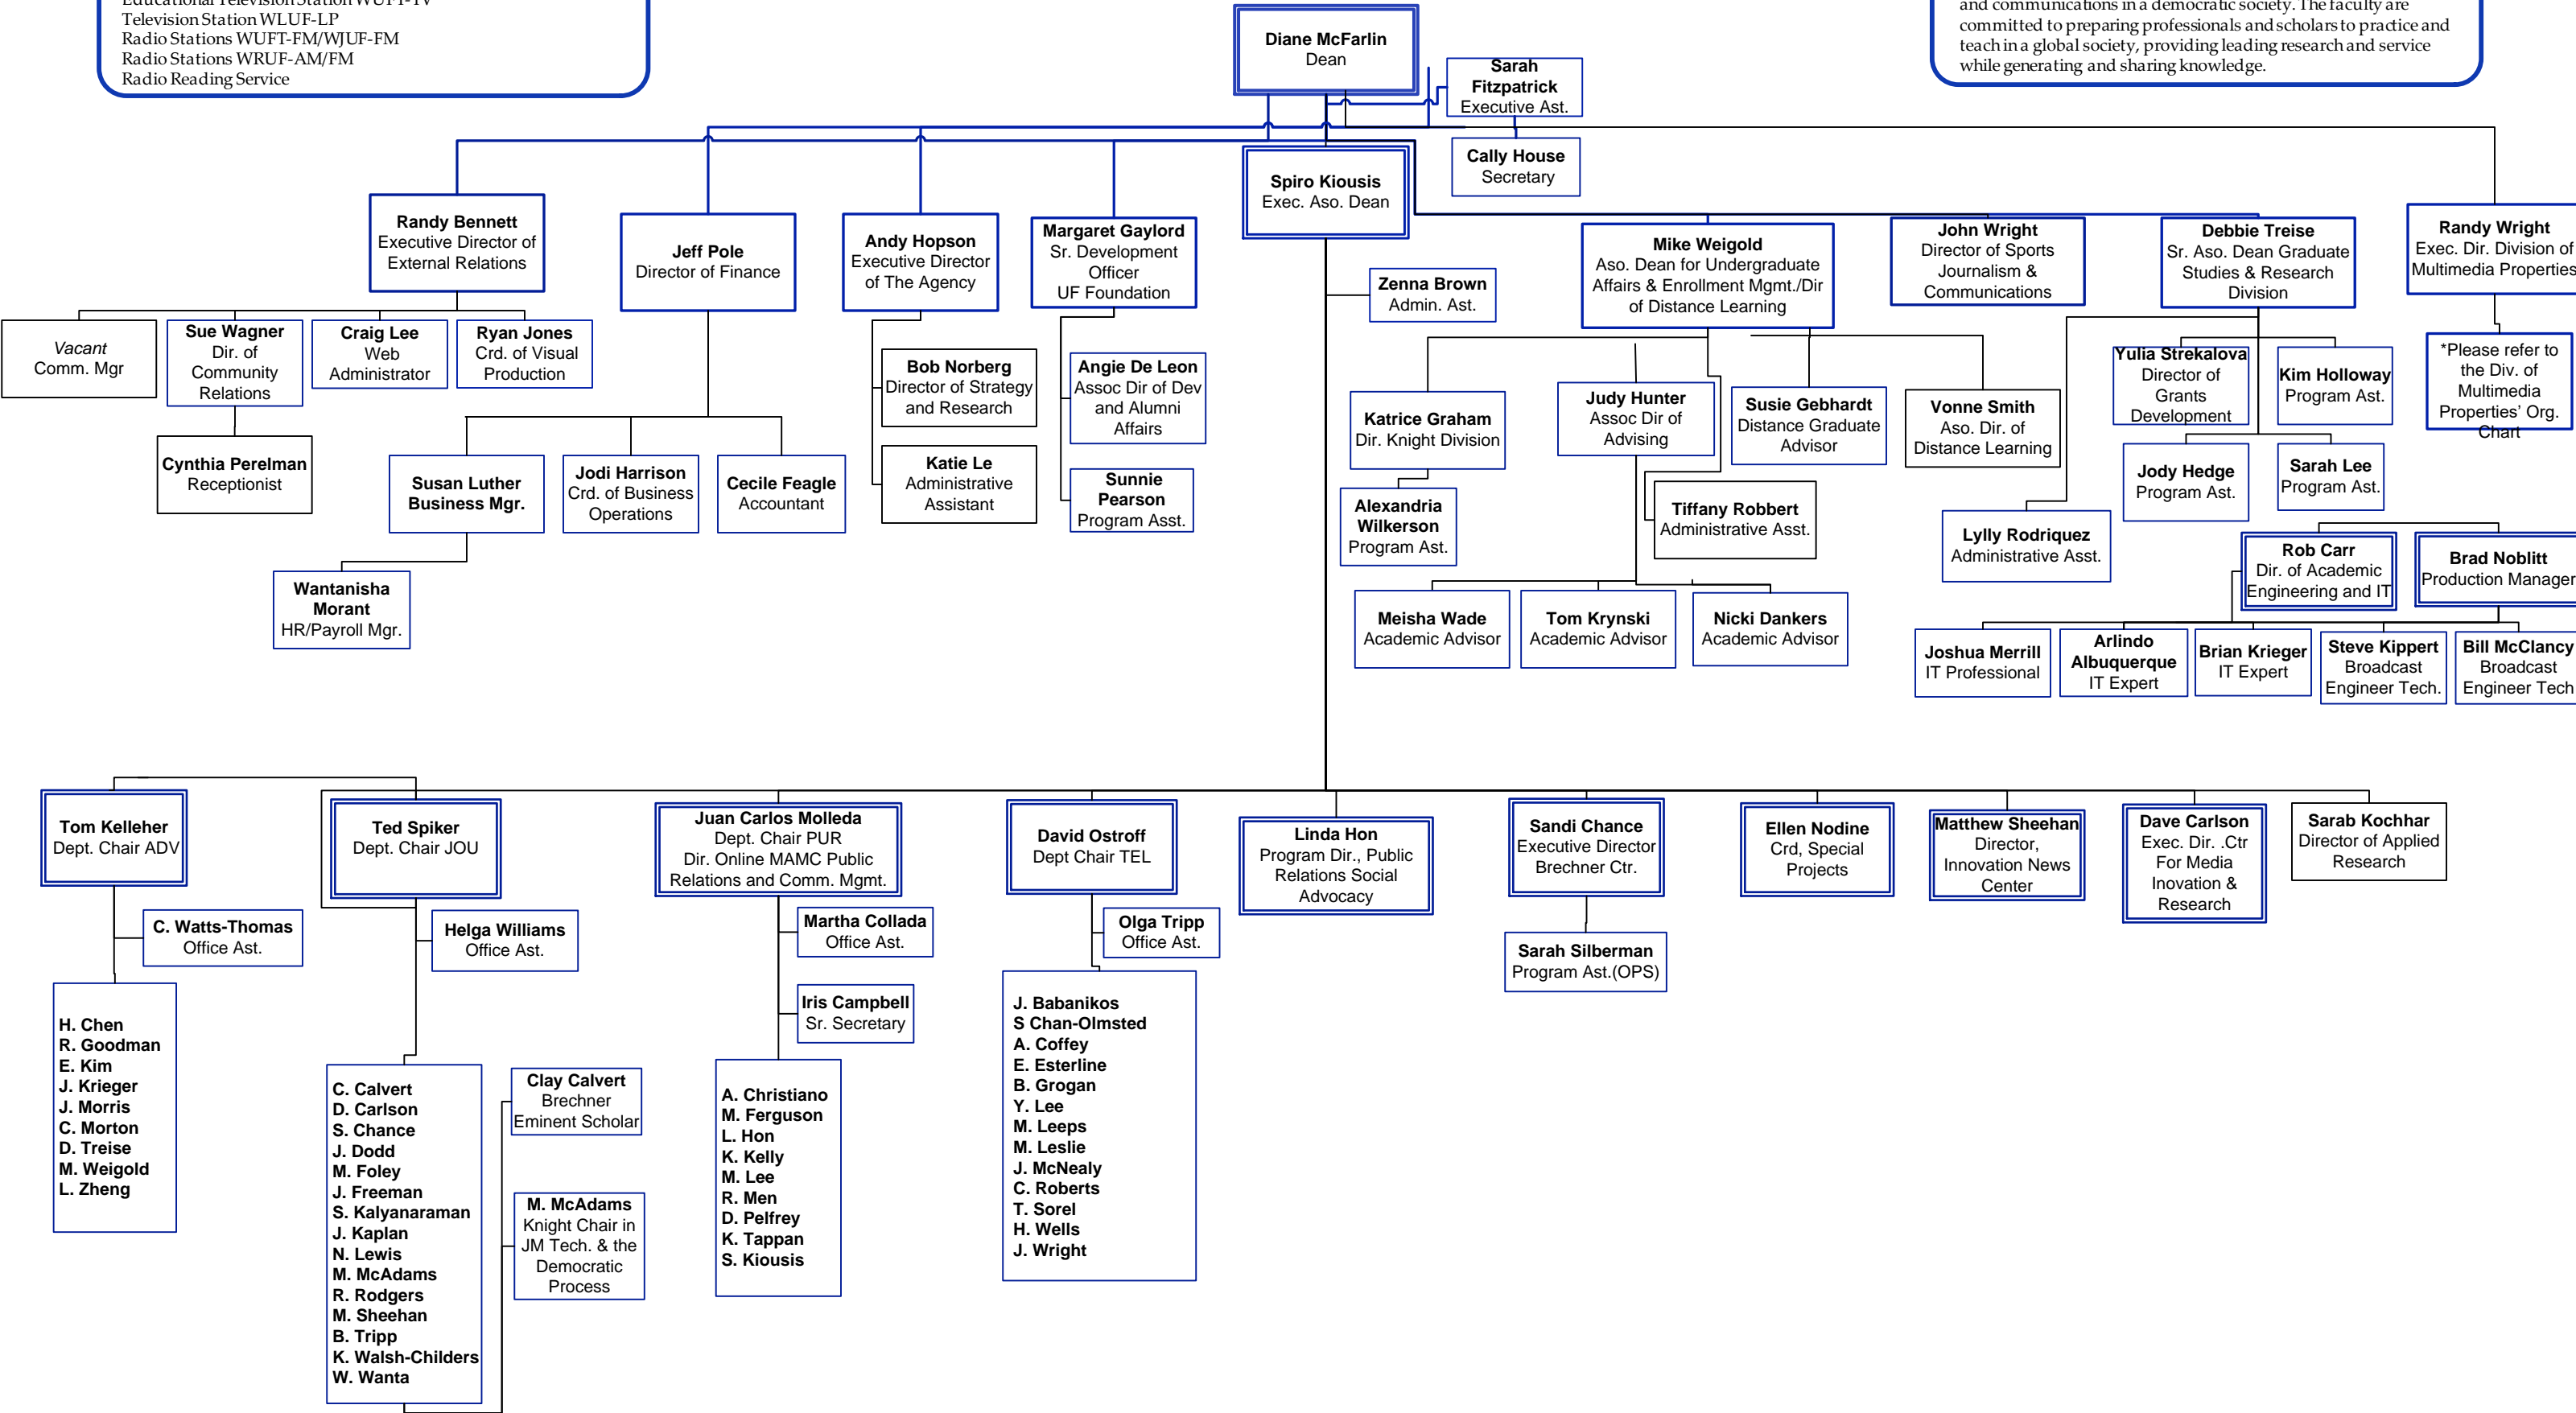 Educational Television Station WUFT-TV
Television Station WLUF-LP
Radio Stations WUFT-FM/WJUF-FM
Radio Stations WRUF-AM/FM
Radio Reading Service
and communications in a democratic society. The faculty are
committed to preparing professionals and scholars to practice and
teach in a global society, providing leading research and service
while generating and sharing knowledge.
Diane McFarlin
Dean
Sarah
Fitzpatrick
Executive Ast.
Cally House
Secretary
Spiro Kiousis
Exec. Aso. Dean
Randy Bennett
Executive Director of
External Relations
Jeff Pole
Director of Finance
Andy Hopson
Executive Director
of The Agency
Margaret Gaylord
Sr. Development
Officer
UF Foundation
Mike Weigold
Aso. Dean for Undergraduate
Affairs & Enrollment Mgmt./Dir
of Distance Learning
John Wright
Director of Sports
Journalism &
Communications
Debbie Treise
Sr. Aso. Dean Graduate
Studies & Research
Division
Randy Wright
Exec. Dir. Division of
Multimedia Properties
Zenna Brown
Admin. Ast.
Vacant
Comm. Mgr
Sue Wagner
Dir. of
Community
Relations
Craig Lee
Web
Administrator
Ryan Jones
Crd. of Visual
Production
Cynthia Perelman
Receptionist
Susan Luther
Business Mgr.
Jodi Harrison
Crd. of Business
Operations
Cecile Feagle
Accountant
Wantanisha
Morant
HR/Payroll Mgr.
Bob Norberg
Director of Strategy
and Research
Katie Le
Administrative
Assistant
Angie De Leon
Assoc Dir of Dev
and Alumni
Affairs
Sunnie
Pearson
Program Asst.
Katrice Graham
Dir. Knight Division
Alexandria
Wilkerson
Program Ast.
Judy Hunter
Assoc Dir of
Advising
Susie Gebhardt
Distance Graduate
Advisor
Vonne Smith
Aso. Dir. of
Distance Learning
Tiffany Robbert
Administrative Asst.
Meisha Wade
Academic Advisor
Tom Krynski
Academic Advisor
Nicki Dankers
Academic Advisor
Yulia Strekalova
Director of
Grants
Development
Kim Holloway
Program Ast.
Jody Hedge
Program Ast.
Sarah Lee
Program Ast.
Lylly Rodriquez
Administrative Asst.
*Please refer to
the Div. of
Multimedia
Properties' Org.
Chart
Rob Carr
Dir. of Academic
Engineering and IT
Brad Noblitt
Production Manager
Joshua Merrill
IT Professional
Arlindo
Albuquerque
IT Expert
Brian Krieger
IT Expert
Steve Kippert
Broadcast
Engineer Tech.
Bill McClancy
Broadcast
Engineer Tech
Tom Kelleher
Dept. Chair ADV
Ted Spiker
Dept. Chair JOU
Juan Carlos Molleda
Dept. Chair PUR
Dir. Online MAMC Public
Relations and Comm. Mgmt.
David Ostroff
Dept Chair TEL
Linda Hon
Program Dir., Public
Relations Social
Advocacy
Sandi Chance
Executive Director
Brechner Ctr.
Ellen Nodine
Crd, Special
Projects
Matthew Sheehan
Director,
Innovation News
Center
Dave Carlson
Exec. Dir. .Ctr
For Media
Inovation &
Research
Sarab Kochhar
Director of Applied
Research
C. Watts-Thomas
Office Ast.
H. Chen
R. Goodman
E. Kim
J. Krieger
J. Morris
C. Morton
D. Treise
M. Weigold
L. Zheng
Helga Williams
Office Ast.
C. Calvert
D. Carlson
S. Chance
J. Dodd
M. Foley
J. Freeman
S. Kalyanaraman
J. Kaplan
N. Lewis
M. McAdams
R. Rodgers
M. Sheehan
B. Tripp
K. Walsh-Childers
W. Wanta
Clay Calvert
Brechner
Eminent Scholar
M. McAdams
Knight Chair in
JM Tech. & the
Democratic
Process
Martha Collada
Office Ast.
Iris Campbell
Sr. Secretary
A. Christiano
M. Ferguson
L. Hon
K. Kelly
M. Lee
R. Men
D. Pelfrey
K. Tappan
S. Kiousis
Olga Tripp
Office Ast.
J. Babanikos
S Chan-Olmsted
A. Coffey
E. Esterline
B. Grogan
Y. Lee
M. Leeps
M. Leslie
J. McNealy
C. Roberts
T. Sorel
H. Wells
J. Wright
Sarah Silberman
Program Ast.(OPS)